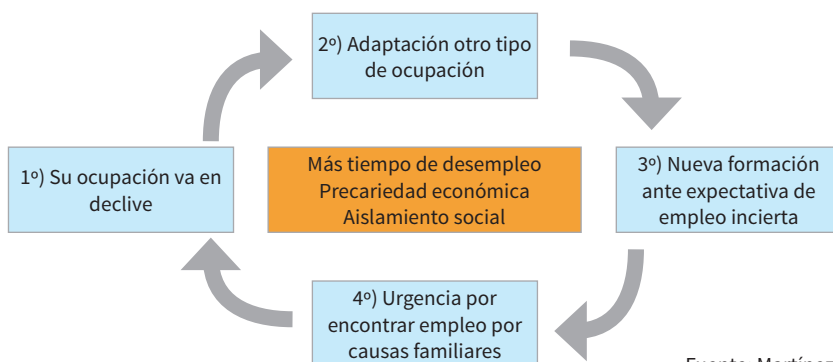 2º) Adaptación otro tipo
de ocupación
1º) Su ocupación va en
declive
Más tiempo de desempleo
Precariedad económica
Aislamiento social
3º) Nueva formación
ante expectativa de
empleo incierta
4º) Urgencia por
encontrar empleo por
causas familiares
Fuente. Martínez